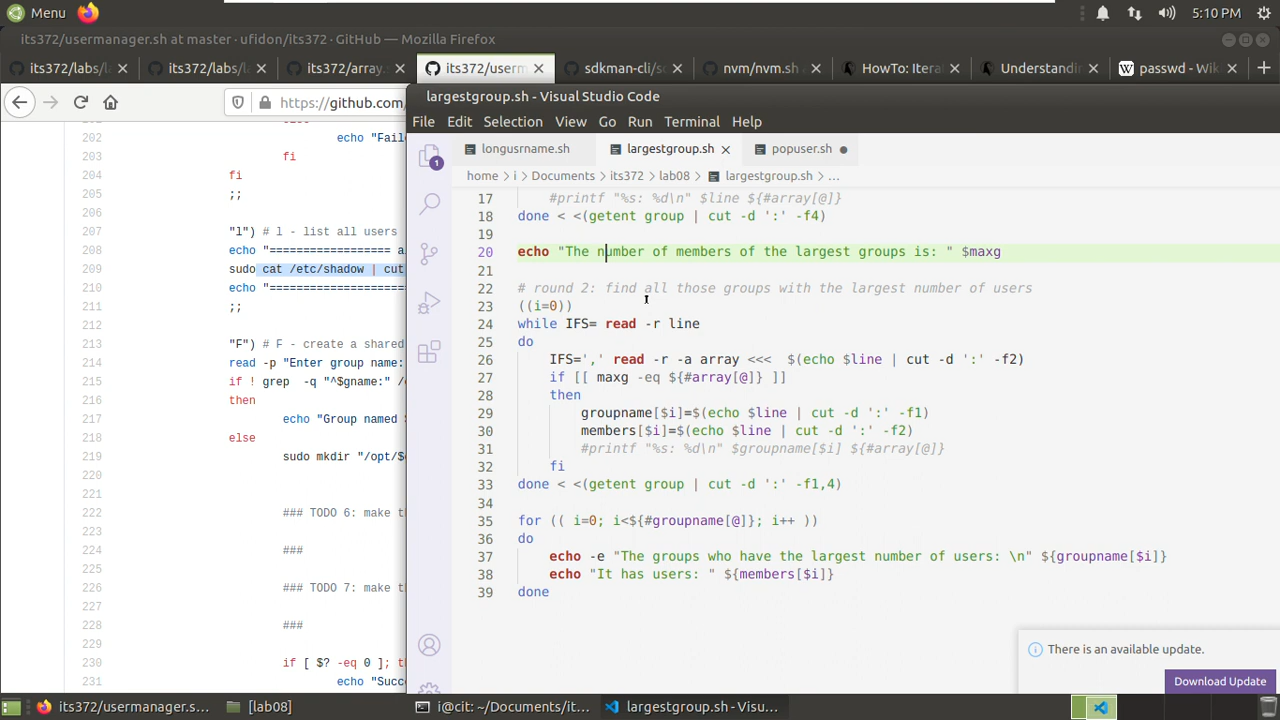 Menu
5:10 PM
its372/usermanager.sh at master · ufidon/its372 · GitHub — Mozilla Firefox
its372/labs/la
its372/labs/la
its372/array.s
its372/userm
sdkman-cli/sc
nvm/nvm.sh a
HowTo: Itera
Understandin
passwd - Wiki
https://github.com/
largestgroup.sh - Visual Studio Code
File Edit Selection View Go Run Terminal Help
longusrname.sh
largestgroup.sh
popuser.sh
home > i > Documents > its372 > lab08 > largestgroup.sh > ...
202 echo "Faile
203 fi
204 fi
205 ;;
206
207 "l") # l - list all users
208 echo "================= a
209 sudo cat /etc/shadow | cut
210 echo "====================
211 ;;
212
213 "F") # F - create a shared
214 read -p "Enter group name:
215 if ! grep -q "^$gname:" /e
216 then
217 echo "Group named $
218 else
219 sudo mkdir "/opt/$g
220
221
222 ### TODO 6: make th
223
224 ###
225
226 ### TODO 7: make th
227
228 ###
229
230 if [ $? -eq 0 ]; th
231 echo "Succe
1
17 #printf "%s: %d\n" $line ${#array[@]}
18 done < <(getent group | cut -d ':' -f4)
19
20 echo "The number of members of the largest groups is: " $maxg
21
22 # round 2: find all those groups with the largest number of users
23 ((i=0))
24 while IFS= read -r line
25 do
26 IFS=',' read -r -a array <<< $(echo $line | cut -d ':' -f2)
27 if [[ maxg -eq ${#array[@]} ]]
28 then
29 groupname[$i]=$(echo $line | cut -d ':' -f1)
30 members[$i]=$(echo $line | cut -d ':' -f2)
31 #printf "%s: %d\n" $groupname[$i] ${#array[@]}
32 fi
33 done < <(getent group | cut -d ':' -f1,4)
34
35 for (( i=0; i<${#groupname[@]}; i++ ))
36 do
37 echo -e "The groups who have the largest number of users: \n" ${groupname[$i]}
38 echo "It has users: " ${members[$i]}
39 done
There is an available update.
Download Update
its372/usermanager.s...
[lab08]
i@cit: ~/Documents/it...
largestgroup.sh - Visu...